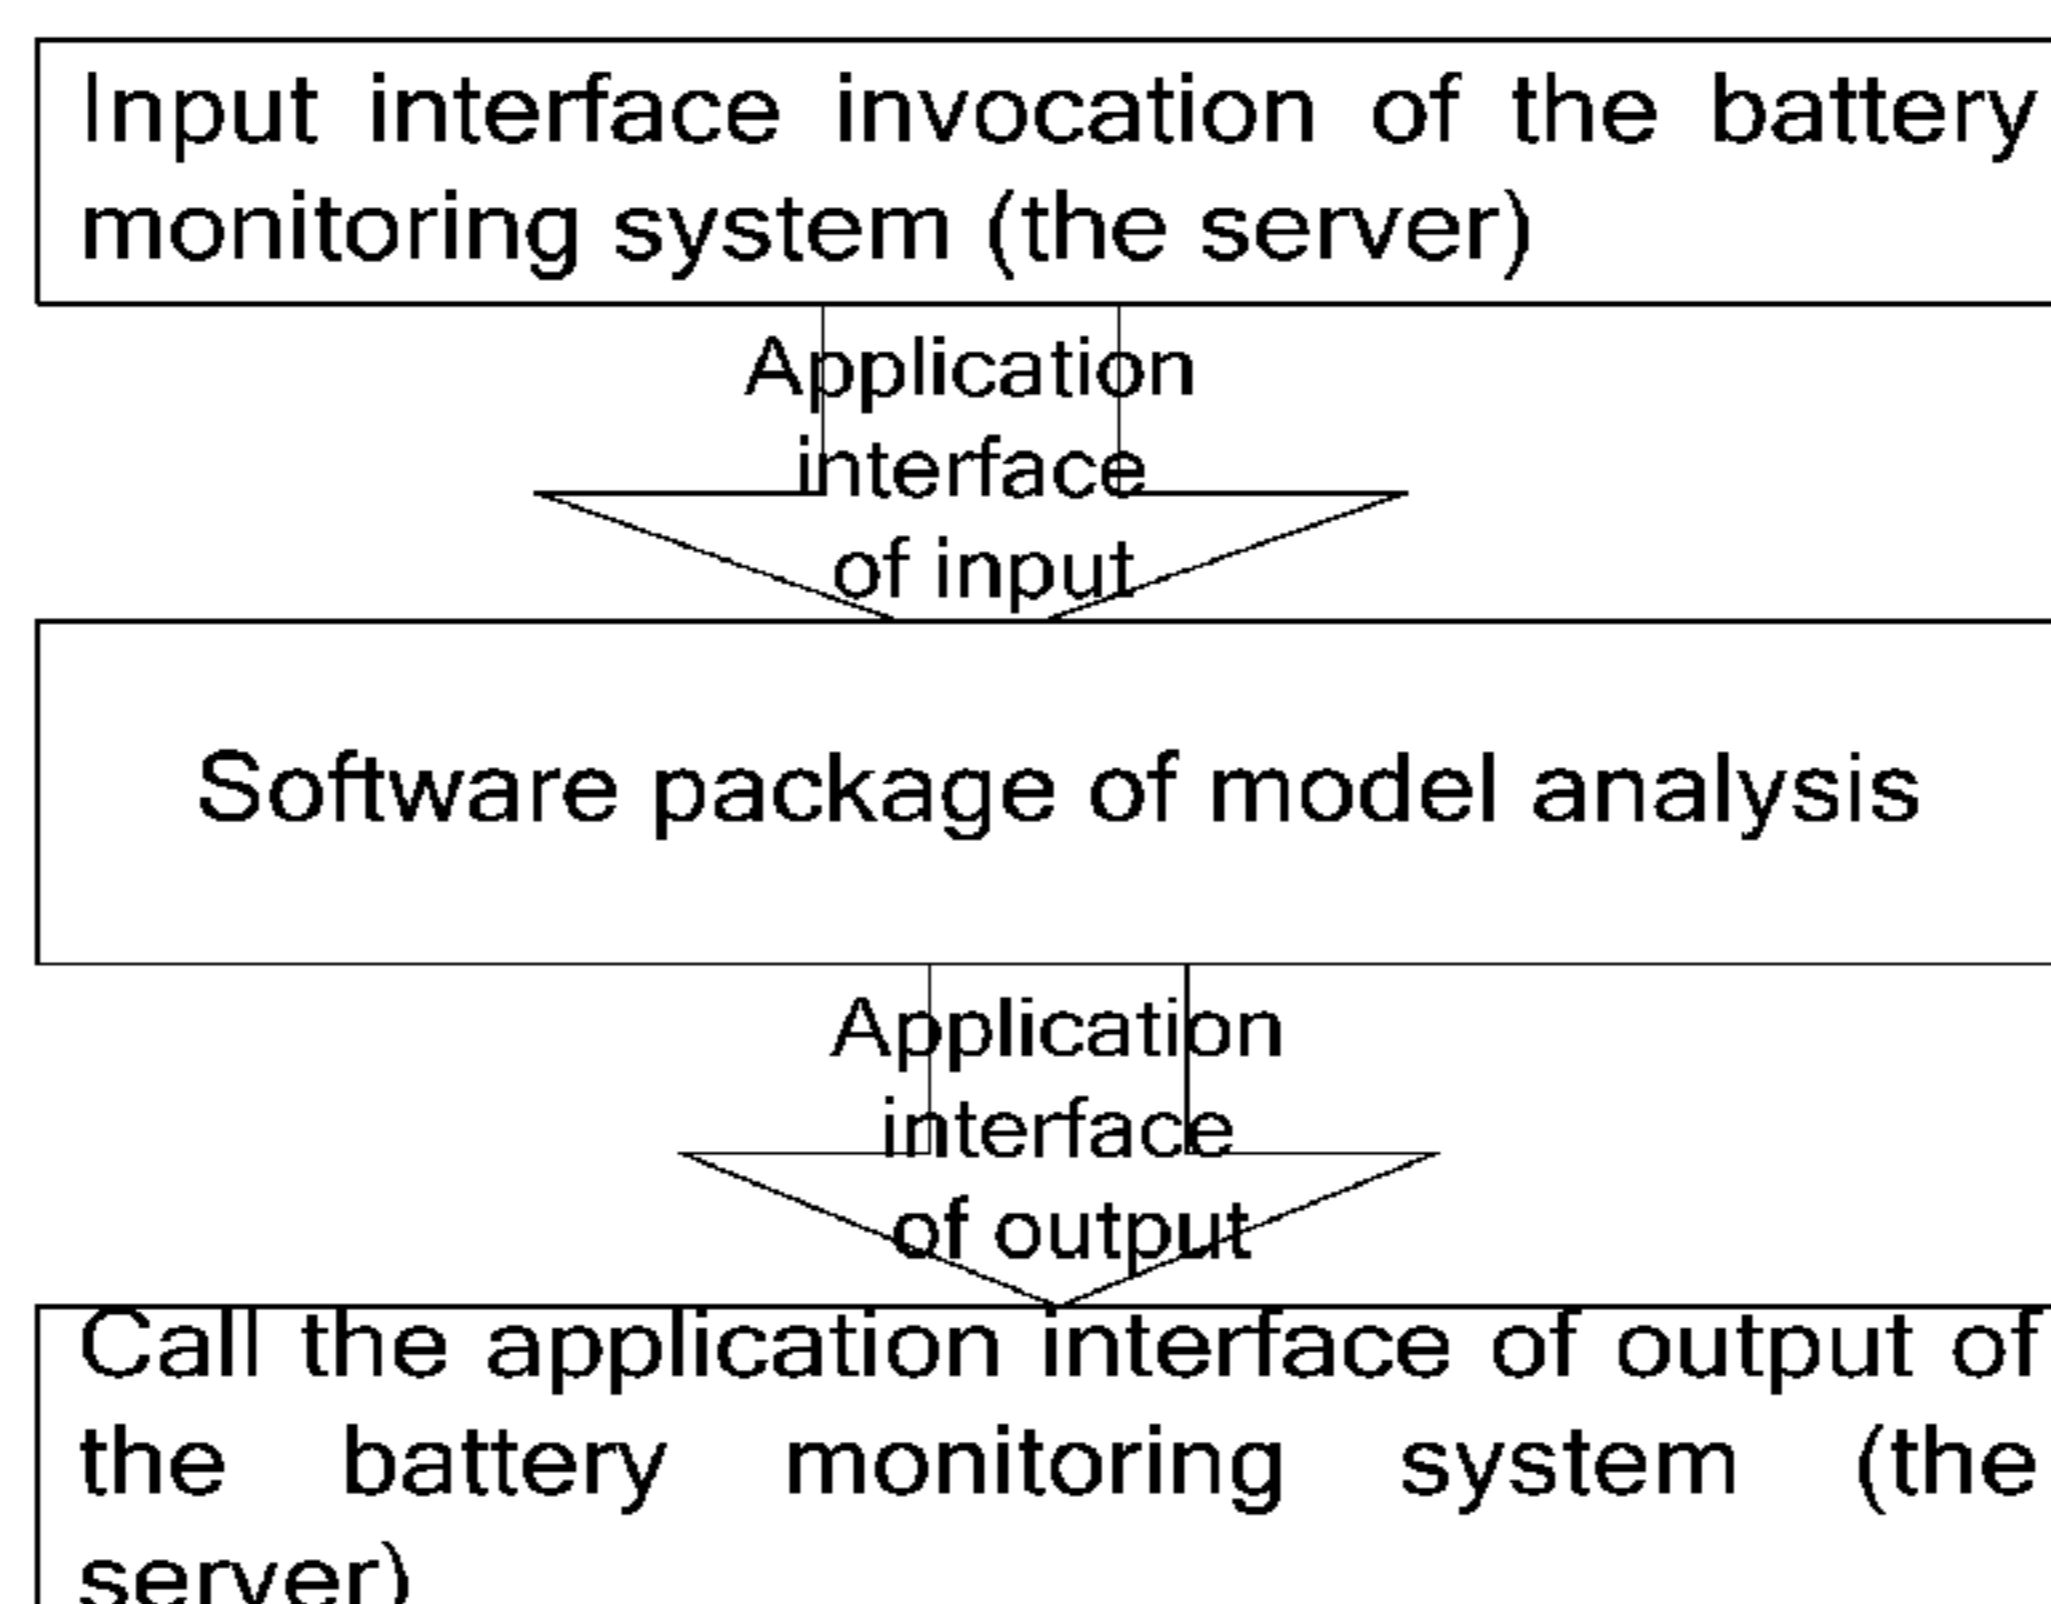 Input interface invocation of the battery
monitoring system (the server)
Application
interface
of input
Software package of model analysis
Application
interface
of output
Call the application interface of output of
the battery monitoring system (the
server)